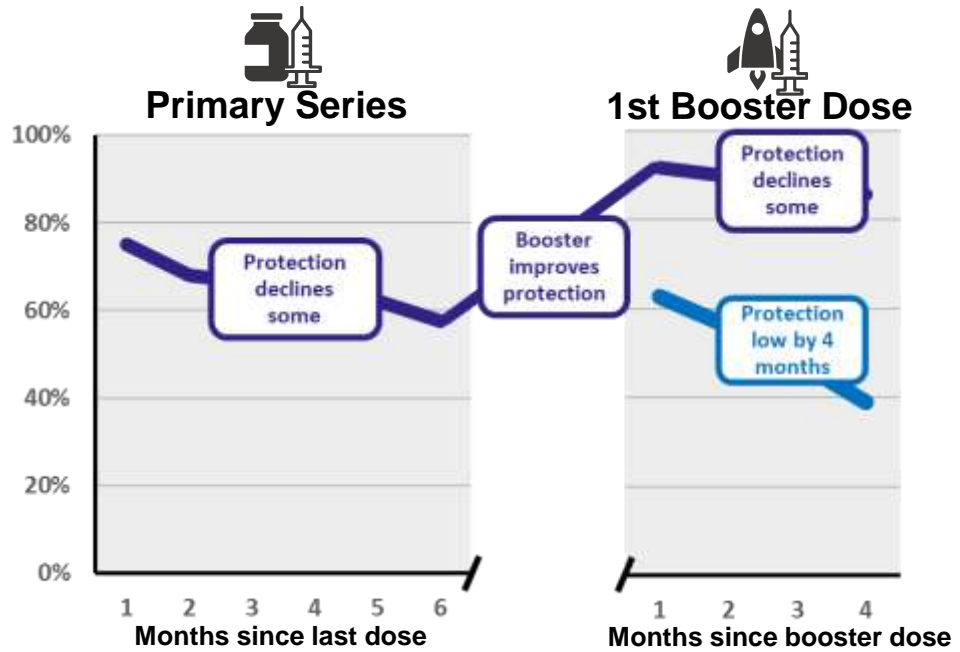 Primary Series
1st Booster Dose
100%
80%
60%
40%
20%
0%
Protection
declines
some
Booster
improves
protection
Protection
declines
some
Protection
low by 4
months
1 2 3 4 5 6
Months since last dose
1 2 3 4
Months since booster dose